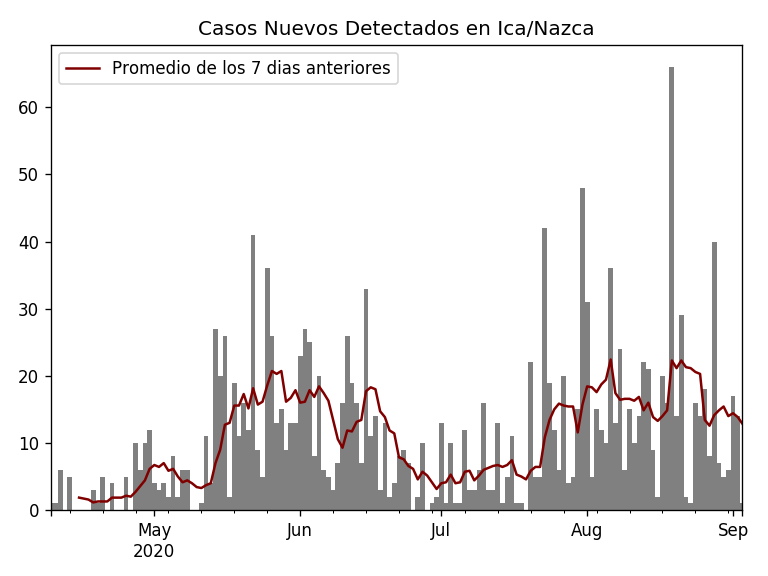 Casos Nuevos Detectados en Ica/Nazca
Promedio de los 7 dias anteriores
60
50
40
30
20
10
0
May
2020
Jun
Jul
Aug
Sep